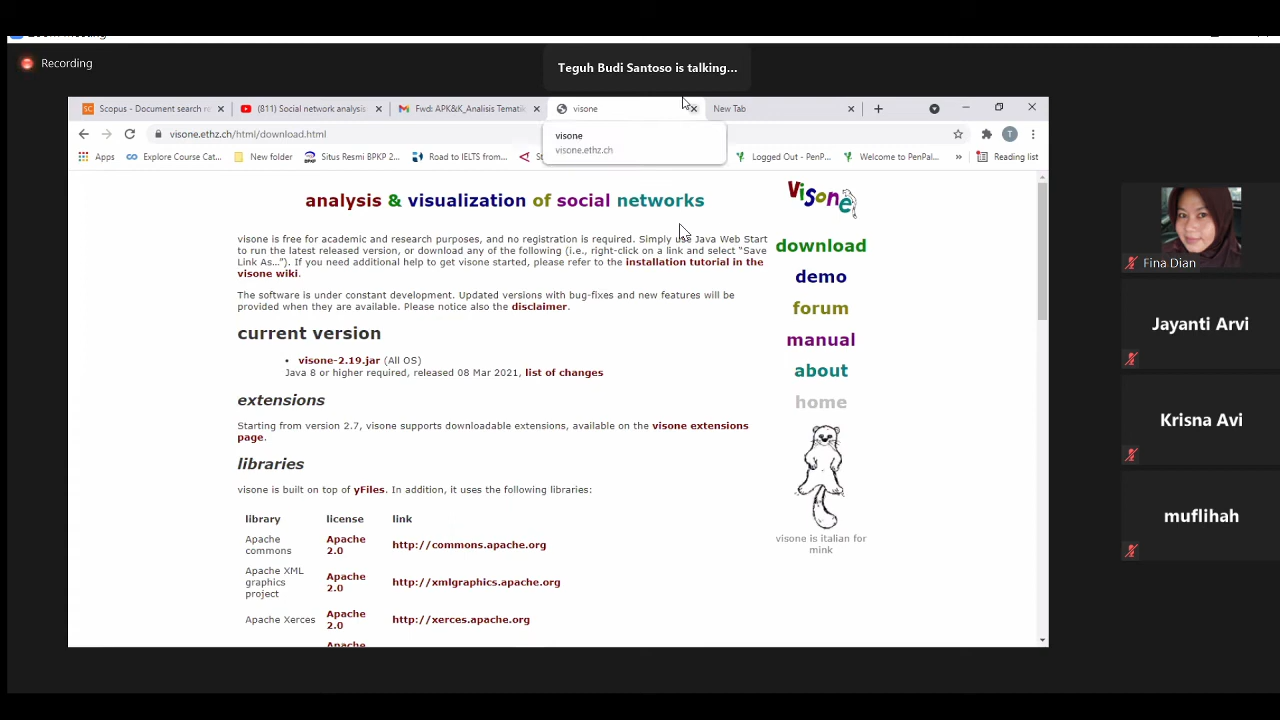 Recording
Teguh Budi Santoso is talking...
Scopus - Document search r
(811) Social network analysis
Fwd: APK&K_Analisis Temati
visone
New Tab
visone.ethz.ch/html/download.html
visone
visone.ethz.ch
Apps
Explore Course Cat...
New folder
Situs Resmi BPKP 2...
Road to IELTS from...
Logged Out - PenP...
Welcome to PenPal...
»
Reading list
analysis & visualization of social networks
visone
visone is free for academic and research purposes, and no registration is required. Simply use Java Web Start
to run the latest released version, or download any of the following (i.e., right-click on a link and select "Save
Link As..."). If you need additional help to get visone started, please refer to the installation tutorial in the
visone wiki.
The software is under constant development. Updated versions with bug-fixes and new features will be
provided when they are available. Please notice also the disclaimer.
current version
• visone-2.19.jar (All OS)
Java 8 or higher required, released 08 Mar 2021, list of changes
extensions
Starting from version 2.7, visone supports downloadable extensions, available on the visone extensions
page.
libraries
visone is built on top of yFiles. In addition, it uses the following libraries:
library license link
Apache
commons
Apache
2.0
http://commons.apache.org
Apache XML
graphics
project
Apache
2.0
http://xmlgraphics.apache.org
Apache Xerces
Apache
2.0
http://xerces.apache.org
download
demo
forum
manual
about
home
visone is italian for
mink
Fina Dian
Jayanti Arvi
Krisna Avi
muflihah